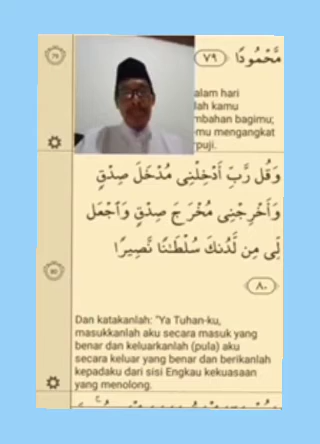 مَّحْمُودًا ٧٩
79
alam hari
lah kamu
mbahan bagimu;
mu mengangkat
rpuji.
وَقُل رَّبِّ أَدْخِلْنِى مُدْخَلَ صِدْقٍ
وَأَخْرِجْنِى مُخْرَجَ صِدْقٍ وَٱجْعَل
لِّى مِن لَّدُنكَ سُلْطَـٰنًا نَّصِيرًا
٨٠
80
Dan katakanlah: "Ya Tuhan-ku,
masukkanlah aku secara masuk yang
benar dan keluarkanlah (pula) aku
secara keluar yang benar dan berikanlah
kepadaku dari sisi Engkau kekuasaan
yang menolong.